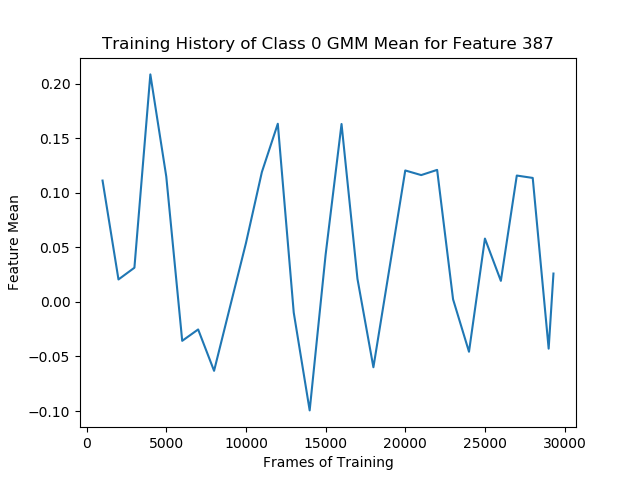 Training History of Class 0 GMM Mean for Feature 387
0.20
0.15
0.10
0.05
0.00
−0.05
−0.10
Feature Mean
0 5000 10000 15000 20000 25000 30000
Frames of Training